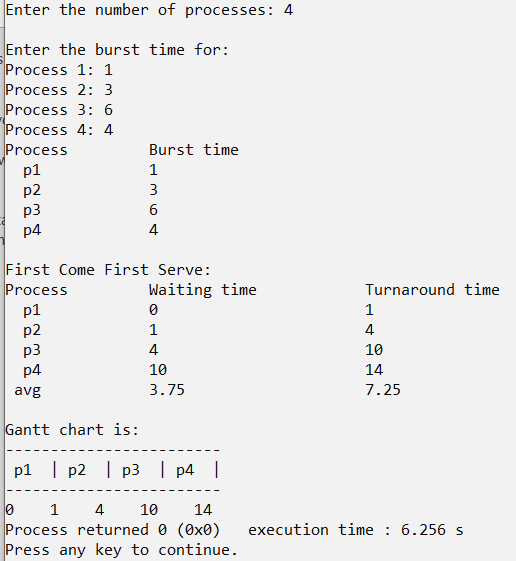 Enter the number of processes: 4
Enter the burst time for:
Process 1: 1
Process 2: 3
Process 3: 6
Process 4: 4
Process Burst time
p1 1
p2 3
p3 6
p4 4
First Come First Serve:
Process Waiting time Turnaround time
p1 0 1
p2 1 4
p3 4 10
p4 10 14
avg 3.75 7.25
Gantt chart is:
------------------------
p1 | p2 | p3 | p4 |
------------------------
0 1 4 10 14
Process returned 0 (0x0) execution time : 6.256 s
Press any key to continue.